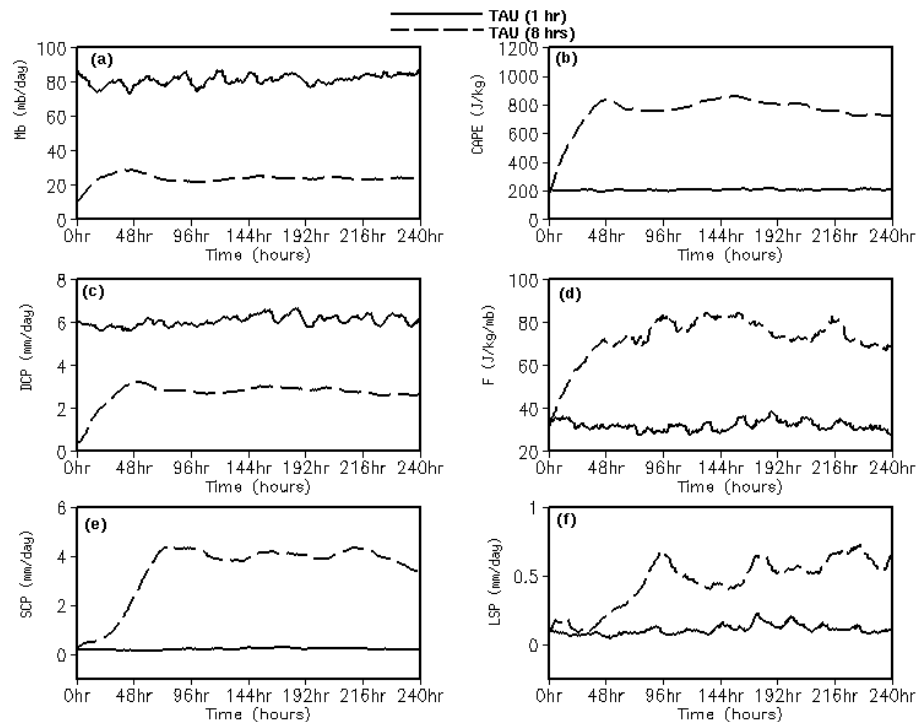 TAU (1 hr)
TAU (8 hrs)
(a)
Mb (mb/day)
100
80
60
40
20
0
0hr 48hr 96hr 144hr 192hr 216hr 240hr
Time (hours)
(b)
CAPE (J/kg)
1200
1000
800
600
400
200
0
0hr 48hr 96hr 144hr 192hr 216hr 240hr
Time (hours)
(c)
DCP (mm/day)
8
6
4
2
0
0hr 48hr 96hr 144hr 192hr 216hr 240hr
Time (hours)
(d)
F (J/kg/mb)
100
80
60
40
20
0hr 48hr 96hr 144hr 192hr 216hr 240hr
Time (hours)
(e)
SCP (mm/day)
6
4
2
0
0hr 48hr 96hr 144hr 192hr 216hr 240hr
Time (hours)
(f)
LSP (mm/day)
1
0.5
0
0hr 48hr 96hr 144hr 192hr 216hr 240hr
Time (hours)